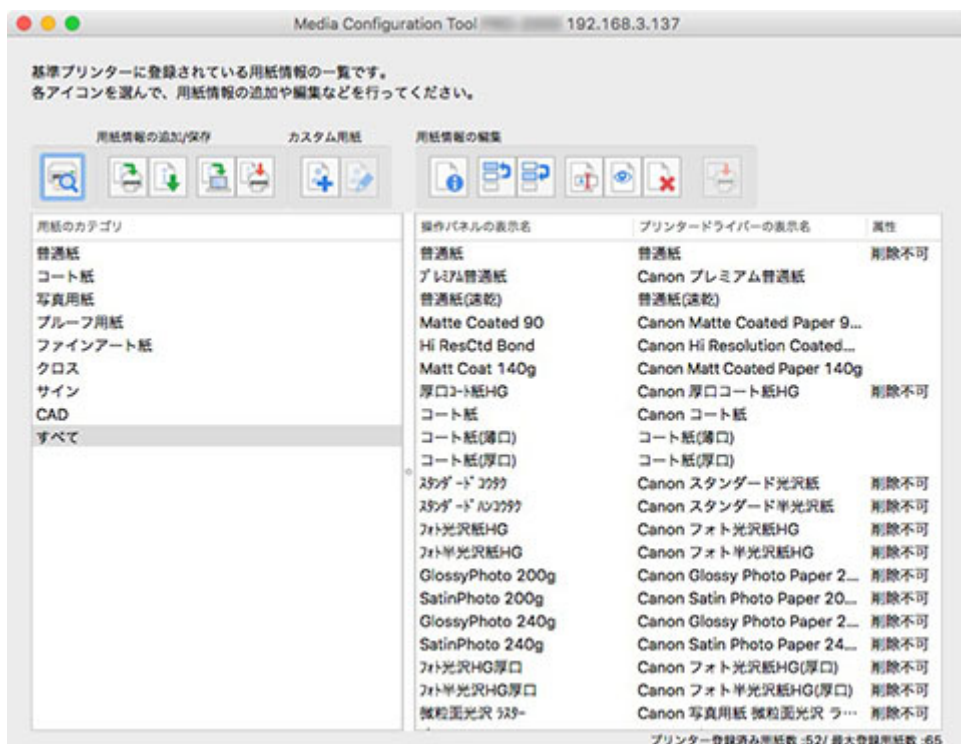 Media Configuration Tool 192.168.3.137
基準プリンターに登録されている用紙情報の一覧です。
各アイコンを選んで、用紙情報の追加や編集などを行ってください。
用紙情報の追加/保存 カスタム用紙 用紙情報の編集
用紙のカテゴリ
普通紙
コート紙
写真用紙
プルーフ用紙
ファインアート紙
クロス
サイン
CAD
すべて
操作パネルの表示名 プリンタードライバーの表示名 属性
普通紙 普通紙 削除不可
ﾌﾟﾚﾐｱﾑ普通紙 Canon プレミアム普通紙
普通紙(速乾) 普通紙(速乾)
Matte Coated 90 Canon Matte Coated Paper 9...
Hi ResCtd Bond Canon Hi Resolution Coated...
Matt Coat 140g Canon Matt Coated Paper 140g
厚口ｺｰﾄ紙HG Canon 厚口コート紙HG 削除不可
コート紙 Canon コート紙
コート紙(薄口) コート紙(薄口)
コート紙(厚口) コート紙(厚口)
ｽﾀﾝﾀﾞｰﾄﾞ ｺｳﾀｸ Canon スタンダード光沢紙 削除不可
ｽﾀﾝﾀﾞｰﾄﾞ ﾊﾝｺｳﾀｸ Canon スタンダード半光沢紙 削除不可
ﾌｫﾄ光沢紙HG Canon フォト光沢紙HG 削除不可
ﾌｫﾄ半光沢紙HG Canon フォト半光沢紙HG 削除不可
GlossyPhoto 200g Canon Glossy Photo Paper 2... 削除不可
SatinPhoto 200g Canon Satin Photo Paper 20... 削除不可
GlossyPhoto 240g Canon Glossy Photo Paper 2... 削除不可
SatinPhoto 240g Canon Satin Photo Paper 24... 削除不可
ﾌｫﾄ光沢HG厚口 Canon フォト光沢紙HG(厚口) 削除不可
ﾌｫﾄ半光沢HG厚口 Canon フォト半光沢紙HG(厚口) 削除不可
微粒面光沢 ﾗｽﾀｰ Canon 写真用紙 微粒面光沢 ラ… 削除不可
プリンター登録済み用紙数 :52/ 最大登録用紙数 :65